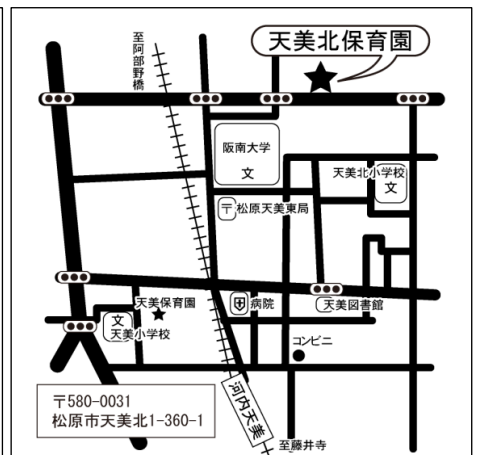 天美北保育園
至阿部野橋
阪南大学
文
天美北小学校
文
〒松原天美東局
天美保育園
病院
天美図書館
文
天美小学校
コンビニ
〒580-0031
松原市天美北1-360-1
河内天美
至藤井寺